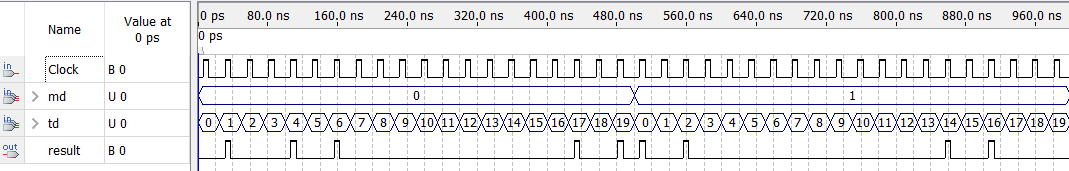 Name Value at 0 ps 0 ps 80.0 ns 160.0 ns 240.0 ns 320.0 ns 400.0 ns 480.0 ns 560.0 ns 640.0 ns 720.0 ns 800.0 ns 880.0 ns 960.0 ns
0 ps
in Clock B 0
in > md U 0 0 1
in > td U 0 0 1 2 3 4 5 6 7 8 9 10 11 12 13 14 15 16 17 18 19 0 1 2 3 4 5 6 7 8 9 10 11 12 13 14 15 16 17 18 19
out result B 0